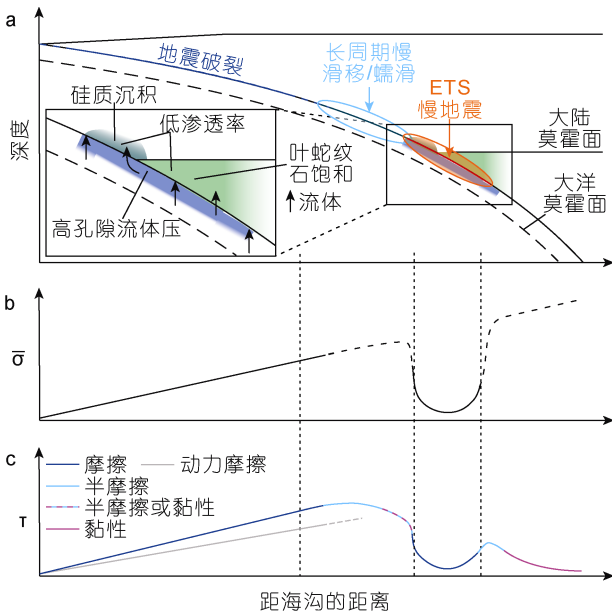 a
地震破裂
长周期慢
滑移/蠕滑
ETS
慢地震
硅质沉积
低渗透率
叶蛇纹
石饱和
流体
高孔隙流体压
大陆
莫霍面
大洋
莫霍面
深度
b
σ̅
c
摩擦
动力摩擦
半摩擦
半摩擦或黏性
黏性
τ
距海沟的距离